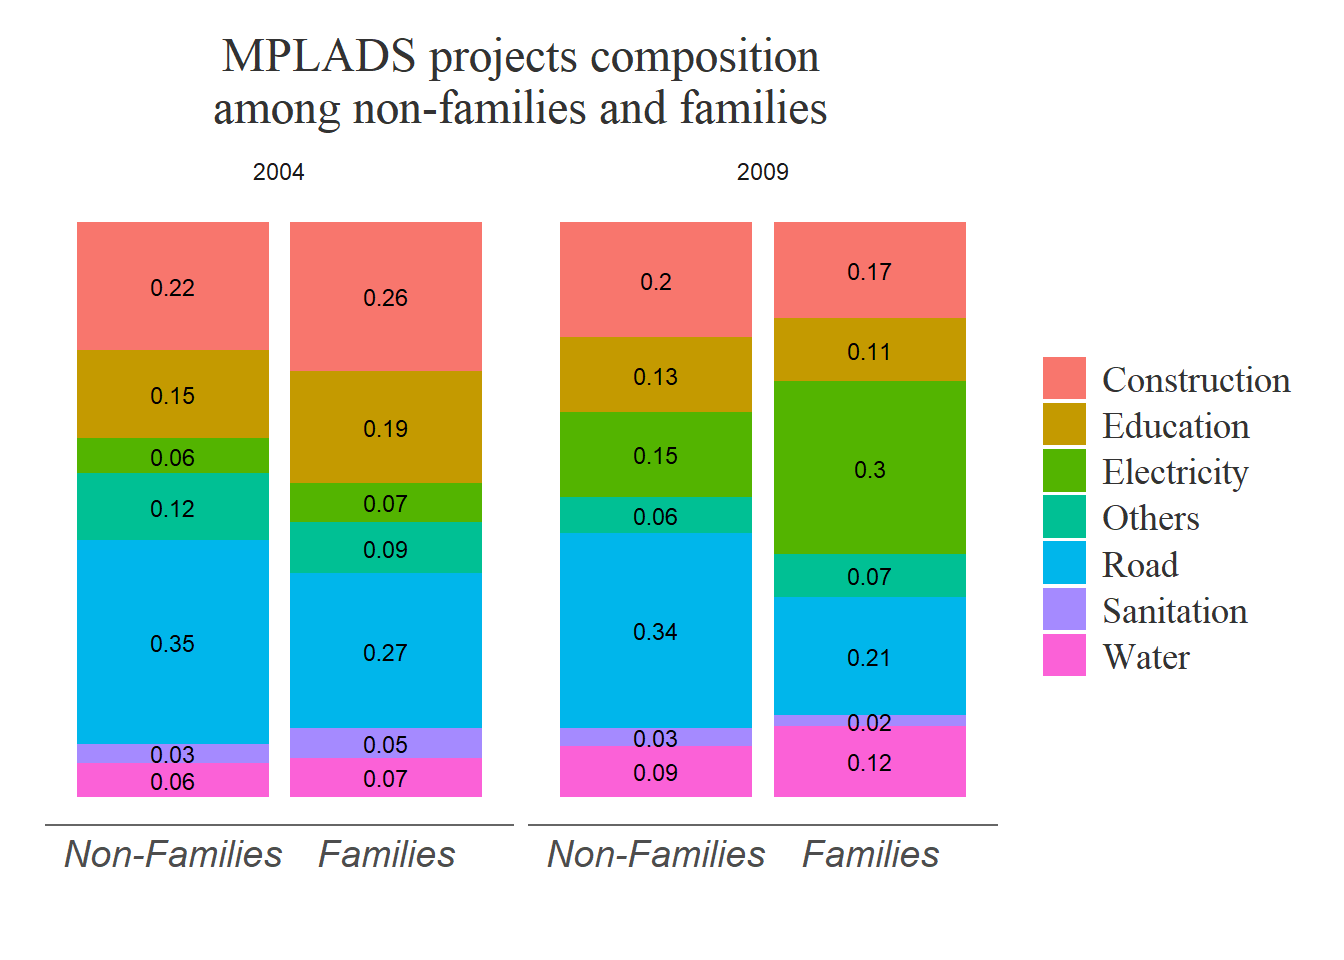 MPLADS projects composition
among non-families and families
2004
2009
0.22
0.15
0.06
0.12
0.35
0.03
0.06
0.26
0.19
0.07
0.09
0.27
0.05
0.07
0.2
0.13
0.15
0.06
0.34
0.03
0.09
0.17
0.11
0.3
0.07
0.21
0.02
0.12
Non-Families
Families
Non-Families
Families
Construction
Education
Electricity
Others
Road
Sanitation
Water